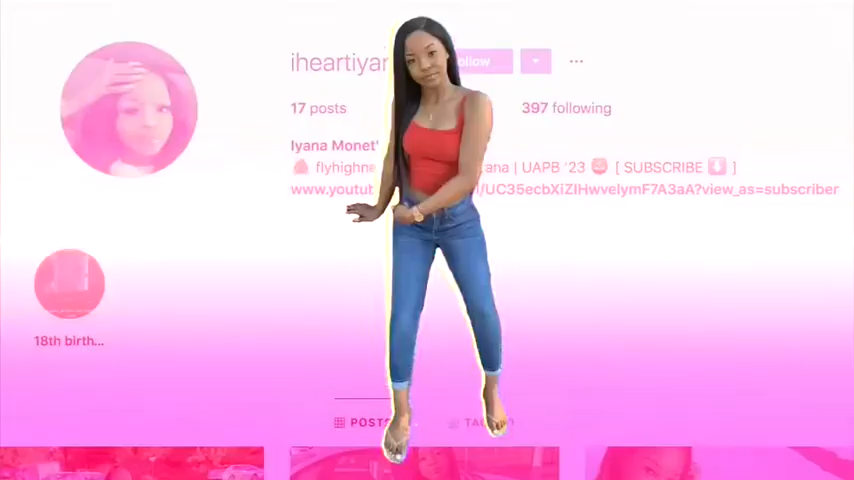 iheartiyan
ollow
...
17 posts
397 following
Iyana Monet'
flyhighne ana | UAPB '23 [ SUBSCRIBE ]
www.youtub l/UC35ecbXiZIHwvelymF7A3aA?view_as=subscriber
18th birth...
POSTS
TA